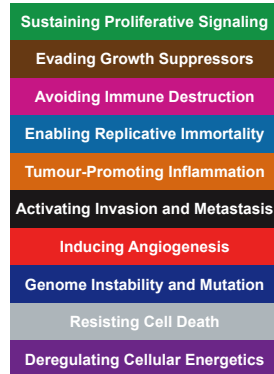 Sustaining Proliferative Signaling
Evading Growth Suppressors
Avoiding Immune Destruction
Enabling Replicative Immortality
Tumour-Promoting Inflammation
Activating Invasion and Metastasis
Inducing Angiogenesis
Genome Instability and Mutation
Resisting Cell Death
Deregulating Cellular Energetics